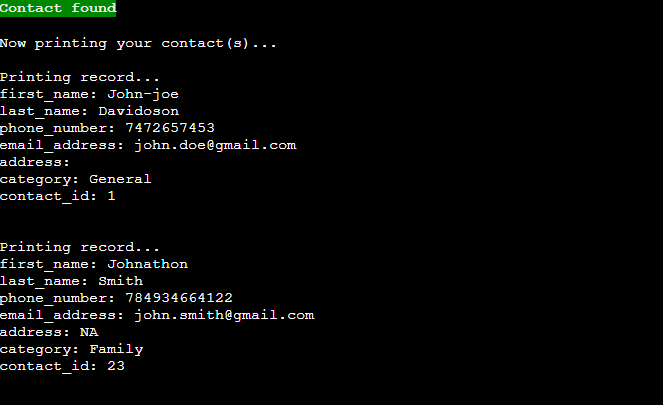 Contact found
Now printing your contact(s)...
Printing record...
first_name: John-joe
last_name: Davidoson
phone_number: 7472657453
email_address: john.doe@gmail.com
address:
category: General
contact_id: 1
Printing record...
first_name: Johnathon
last_name: Smith
phone_number: 784934664122
email_address: john.smith@gmail.com
address: NA
category: Family
contact_id: 23